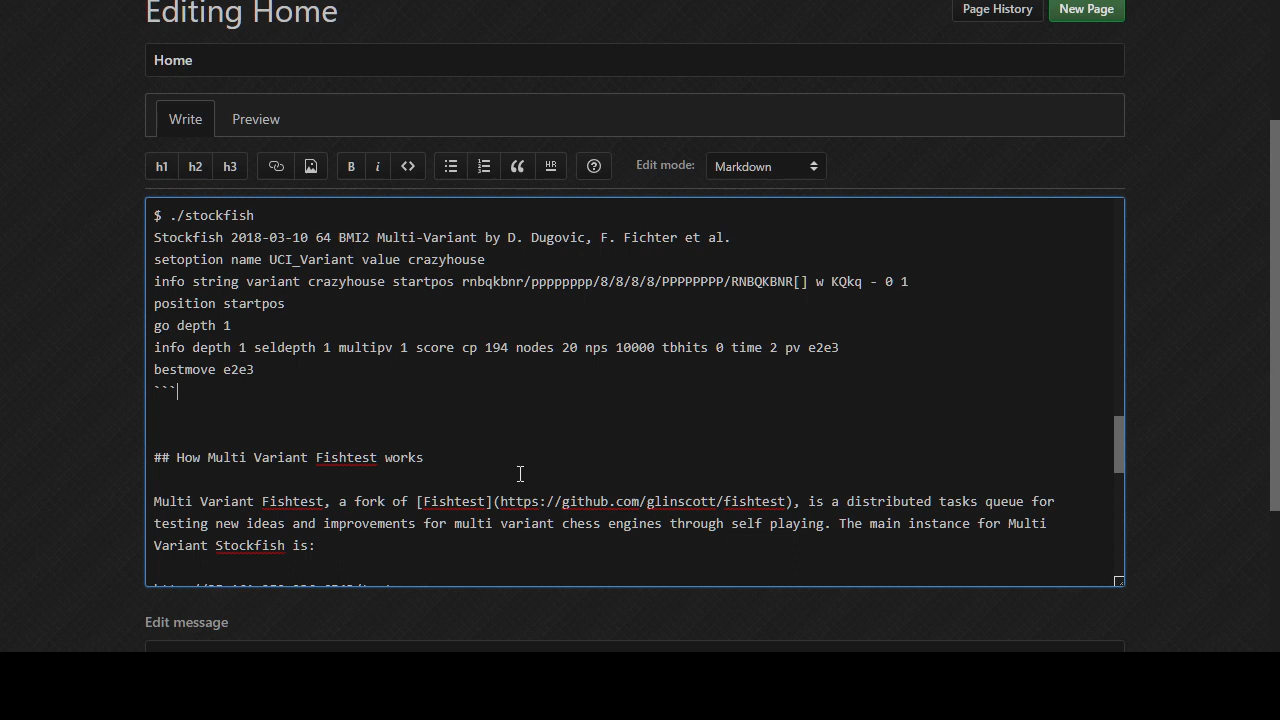 Editing Home
Page History
New Page
Home
Write
Preview
h1 h2 h3 B i <> HR ? Edit mode: Markdown
$ ./stockfish
Stockfish 2018-03-10 64 BMI2 Multi-Variant by D. Dugovic, F. Fichter et al.
setoption name UCI_Variant value crazyhouse
info string variant crazyhouse startpos rnbqkbnr/pppppppp/8/8/8/8/PPPPPPPP/RNBQKBNR[] w KQkq - 0 1
position startpos
go depth 1
info depth 1 seldepth 1 multipv 1 score cp 194 nodes 20 nps 10000 tbhits 0 time 2 pv e2e3
bestmove e2e3
```
## How Multi Variant Fishtest works
Multi Variant Fishtest, a fork of [Fishtest](https://github.com/glinscott/fishtest), is a distributed tasks queue for
testing new ideas and improvements for multi variant chess engines through self playing. The main instance for Multi
Variant Stockfish is:
Edit message